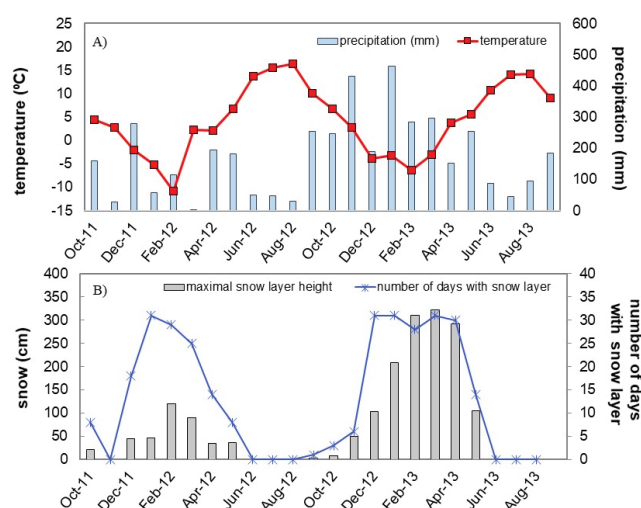 A)
precipitation (mm)
temperature
temperature (ºC)
25
20
15
10
5
0
-5
-10
-15
600
500
400
300
200
100
0
precipitation
(mm)
Oct-11
Dec-11
Feb-12
Apr-12
Jun-12
Aug-12
Oct-12
Dec-12
Feb-13
Apr-13
Jun-13
Aug-13
B)
maximal snow layer height
number of days with snow layer
snow (cm)
400
350
300
250
200
150
100
50
0
40
35
30
25
20
15
10
5
0
number of days
with snow layer
Oct-11
Dec-11
Feb-12
Apr-12
Jun-12
Aug-12
Oct-12
Dec-12
Feb-13
Apr-13
Jun-13
Aug-13